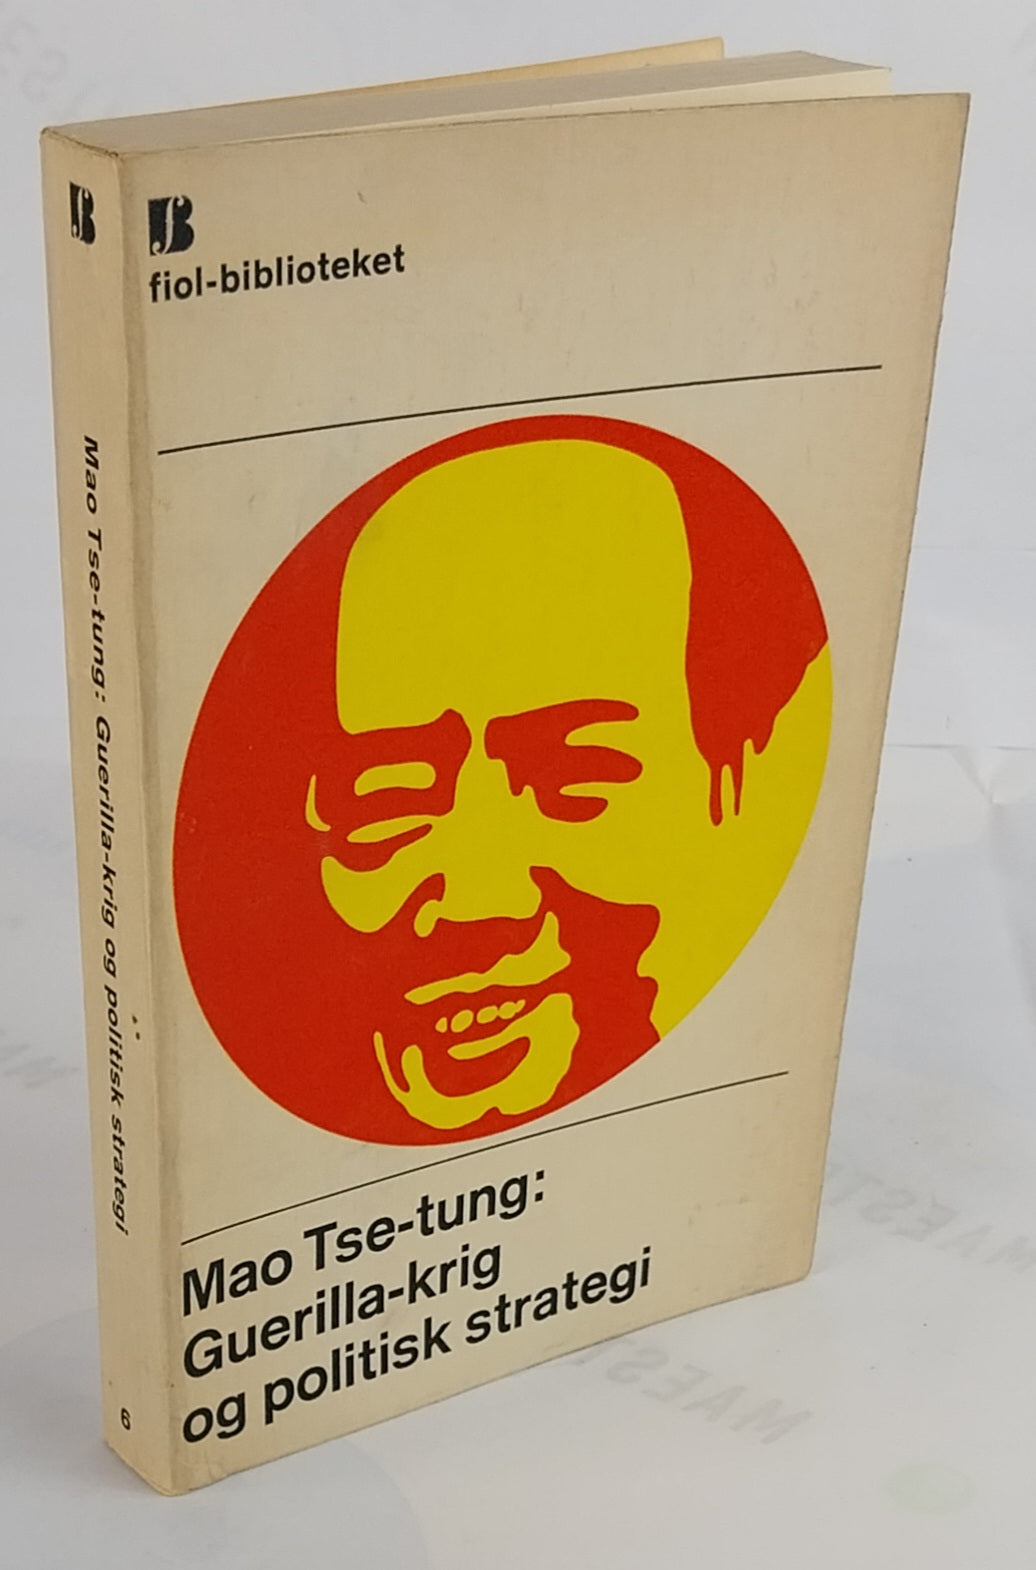 fiol-biblioteket
Mao Tse-tung:
Guerilla-krig
og politisk strategi
Mao Tse-tung: Guerilla-krig og politisk strategi
6